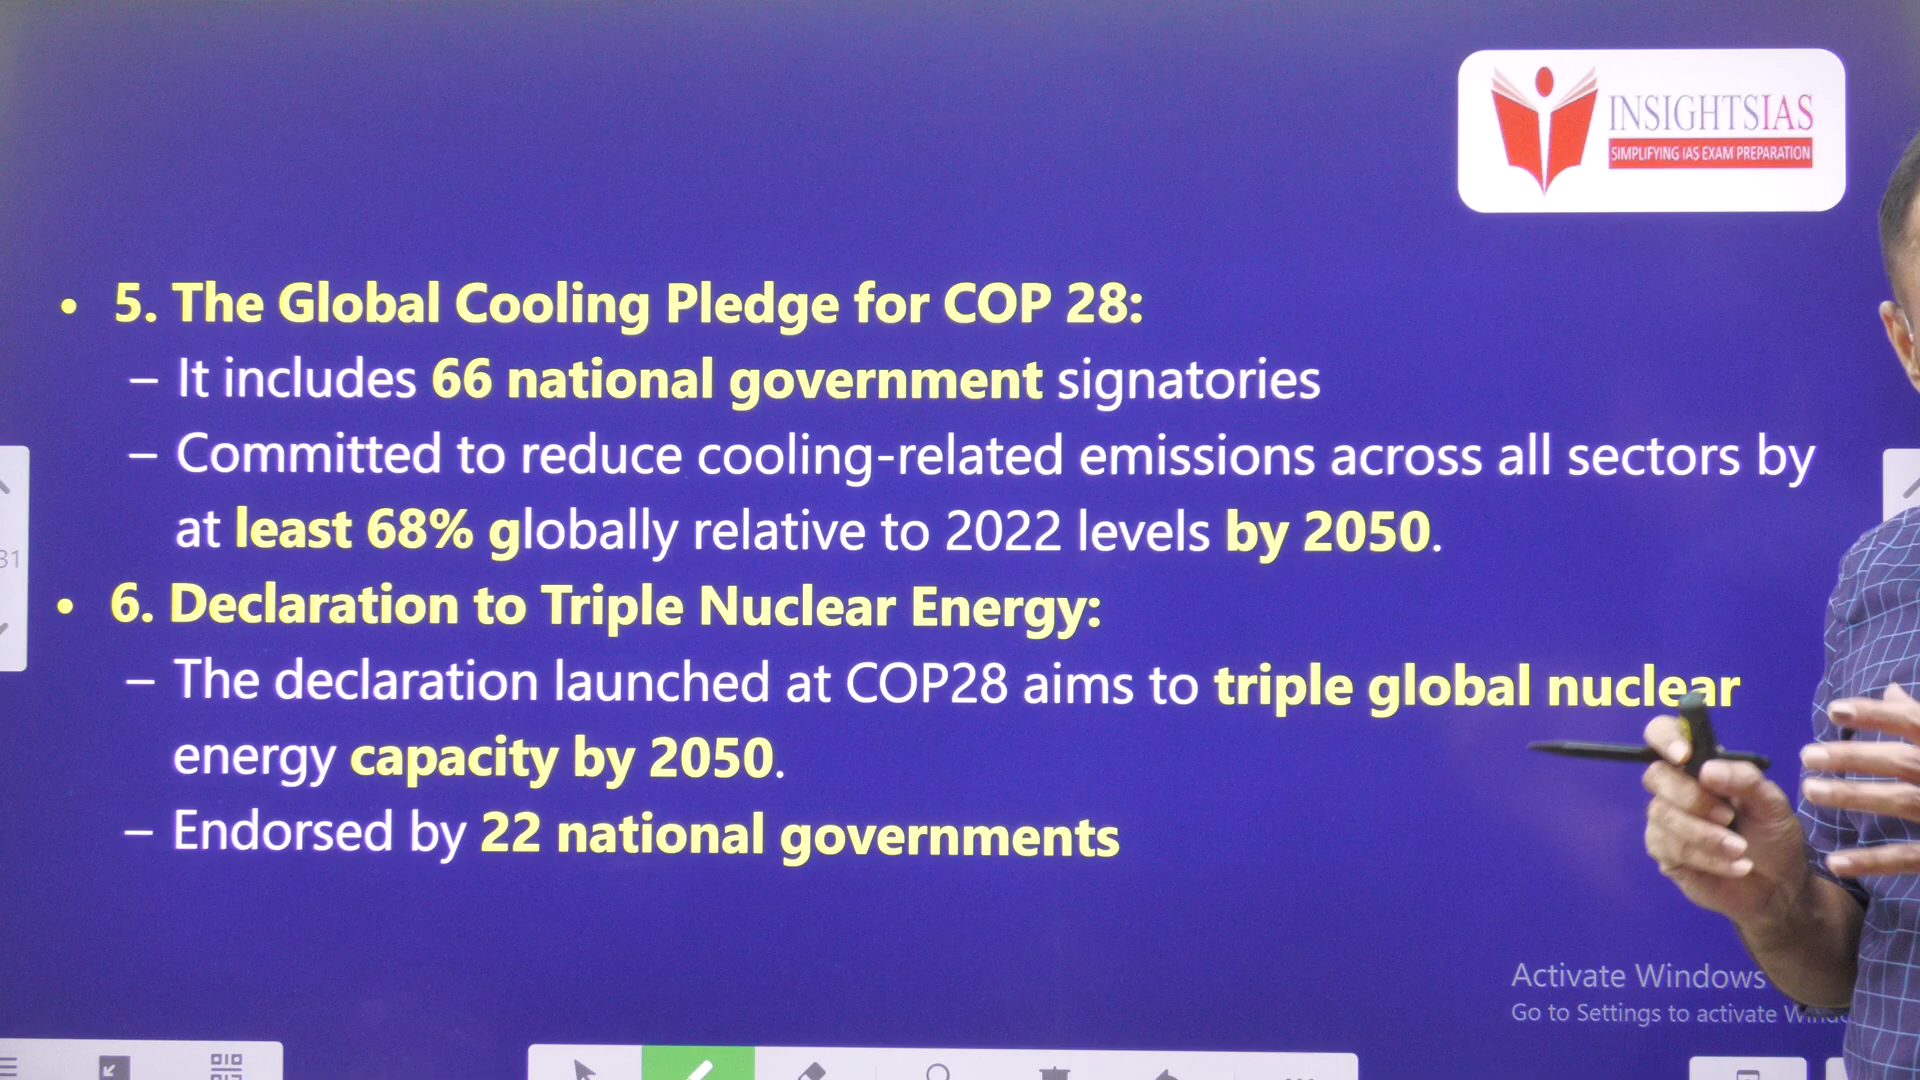 INSIGHTSIAS
SIMPLIFYING IAS EXAM PREPARATION
• 5. The Global Cooling Pledge for COP 28:
– It includes 66 national government signatories
– Committed to reduce cooling-related emissions across all sectors by
at least 68% globally relative to 2022 levels by 2050.
• 6. Declaration to Triple Nuclear Energy:
– The declaration launched at COP28 aims to triple global nuclear
energy capacity by 2050.
– Endorsed by 22 national governments
31
Activate Windows
Go to Settings to activate